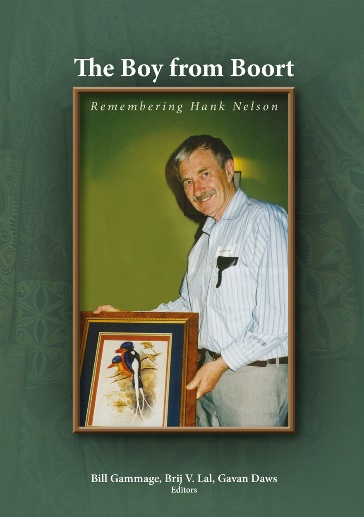 The Boy from Boort
Remembering Hank Nelson
Bill Gammage, Brij V. Lal, Gavan Daws
Editors